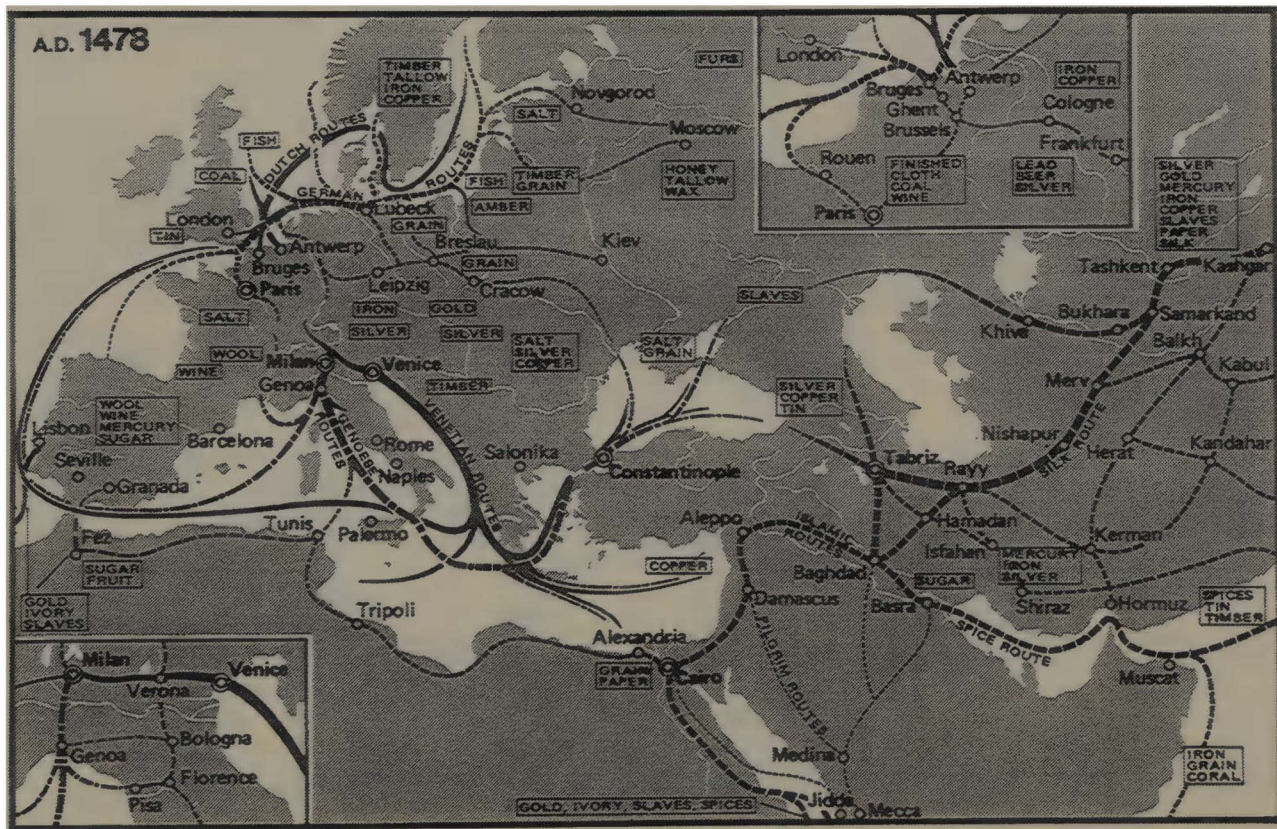 A.D. 1478
TIMBER
TALLOW
IRON
COPPER
FURS
SALT
Novgorod
Moscow
HONEY
TALLOW
WAX
TIMBER
GRAIN
FISH
AMBER
FISH
COAL
DUTCH ROUTES
GERMAN ROUTES
London
TIN
Lubeck
GRAIN
Antwerp
Bruges
Paris
Breslau
GRAIN
Kiev
Leipzig
Cracow
SALT
IRON
GOLD
SILVER
SILVER
SALT
SILVER
COPPER
SALT
GRAIN
SLAVES
WOOL
WINE
Milan
Venice
Genoa
TIMBER
WOOL
WINE
MERCURY
SUGAR
Lisbon
Seville
Barcelona
Granada
Rome
Naples
GENOESE ROUTES
VENETIAN ROUTES
Salonika
Constantinople
Tunis
Palermo
Fez
SUGAR
FRUIT
GOLD
IVORY
SLAVES
Tripoli
Alexandria
GRAIN
PAPER
Cairo
COPPER
Aleppo
Damascus
ISLAMIC ROUTES
PILGRIM ROUTES
Medina
Jidda
Mecca
GOLD, IVORY, SLAVES, SPICES
SILVER
COPPER
TIN
Tabriz
Rayy
Hamadan
Isfahen
Baghdad
Basra
SUGAR
MERCURY
IRON
SILVER
Shiraz
Kerman
Hormuz
SPICE ROUTE
Muscat
SPICES
TIN
TIMBER
IRON
GRAIN
CORAL
Nishapur
SILK ROUTE
Merv
Herat
Kandahar
Kabul
Balkh
Samarkand
Bukhara
Khiva
Tashkent
Kashgar
SILVER
GOLD
MERCURY
IRON
COPPER
SLAVES
PAPER
SILK
London
Bruges
Antwerp
Ghent
Brussels
IRON
COPPER
Cologne
Frankfurt
Rouen
Paris
FINISHED
CLOTH
COAL
WINE
LEAD
BEER
SILVER
Milan
Verona
Venice
Genoa
Bologna
Florence
Pisa